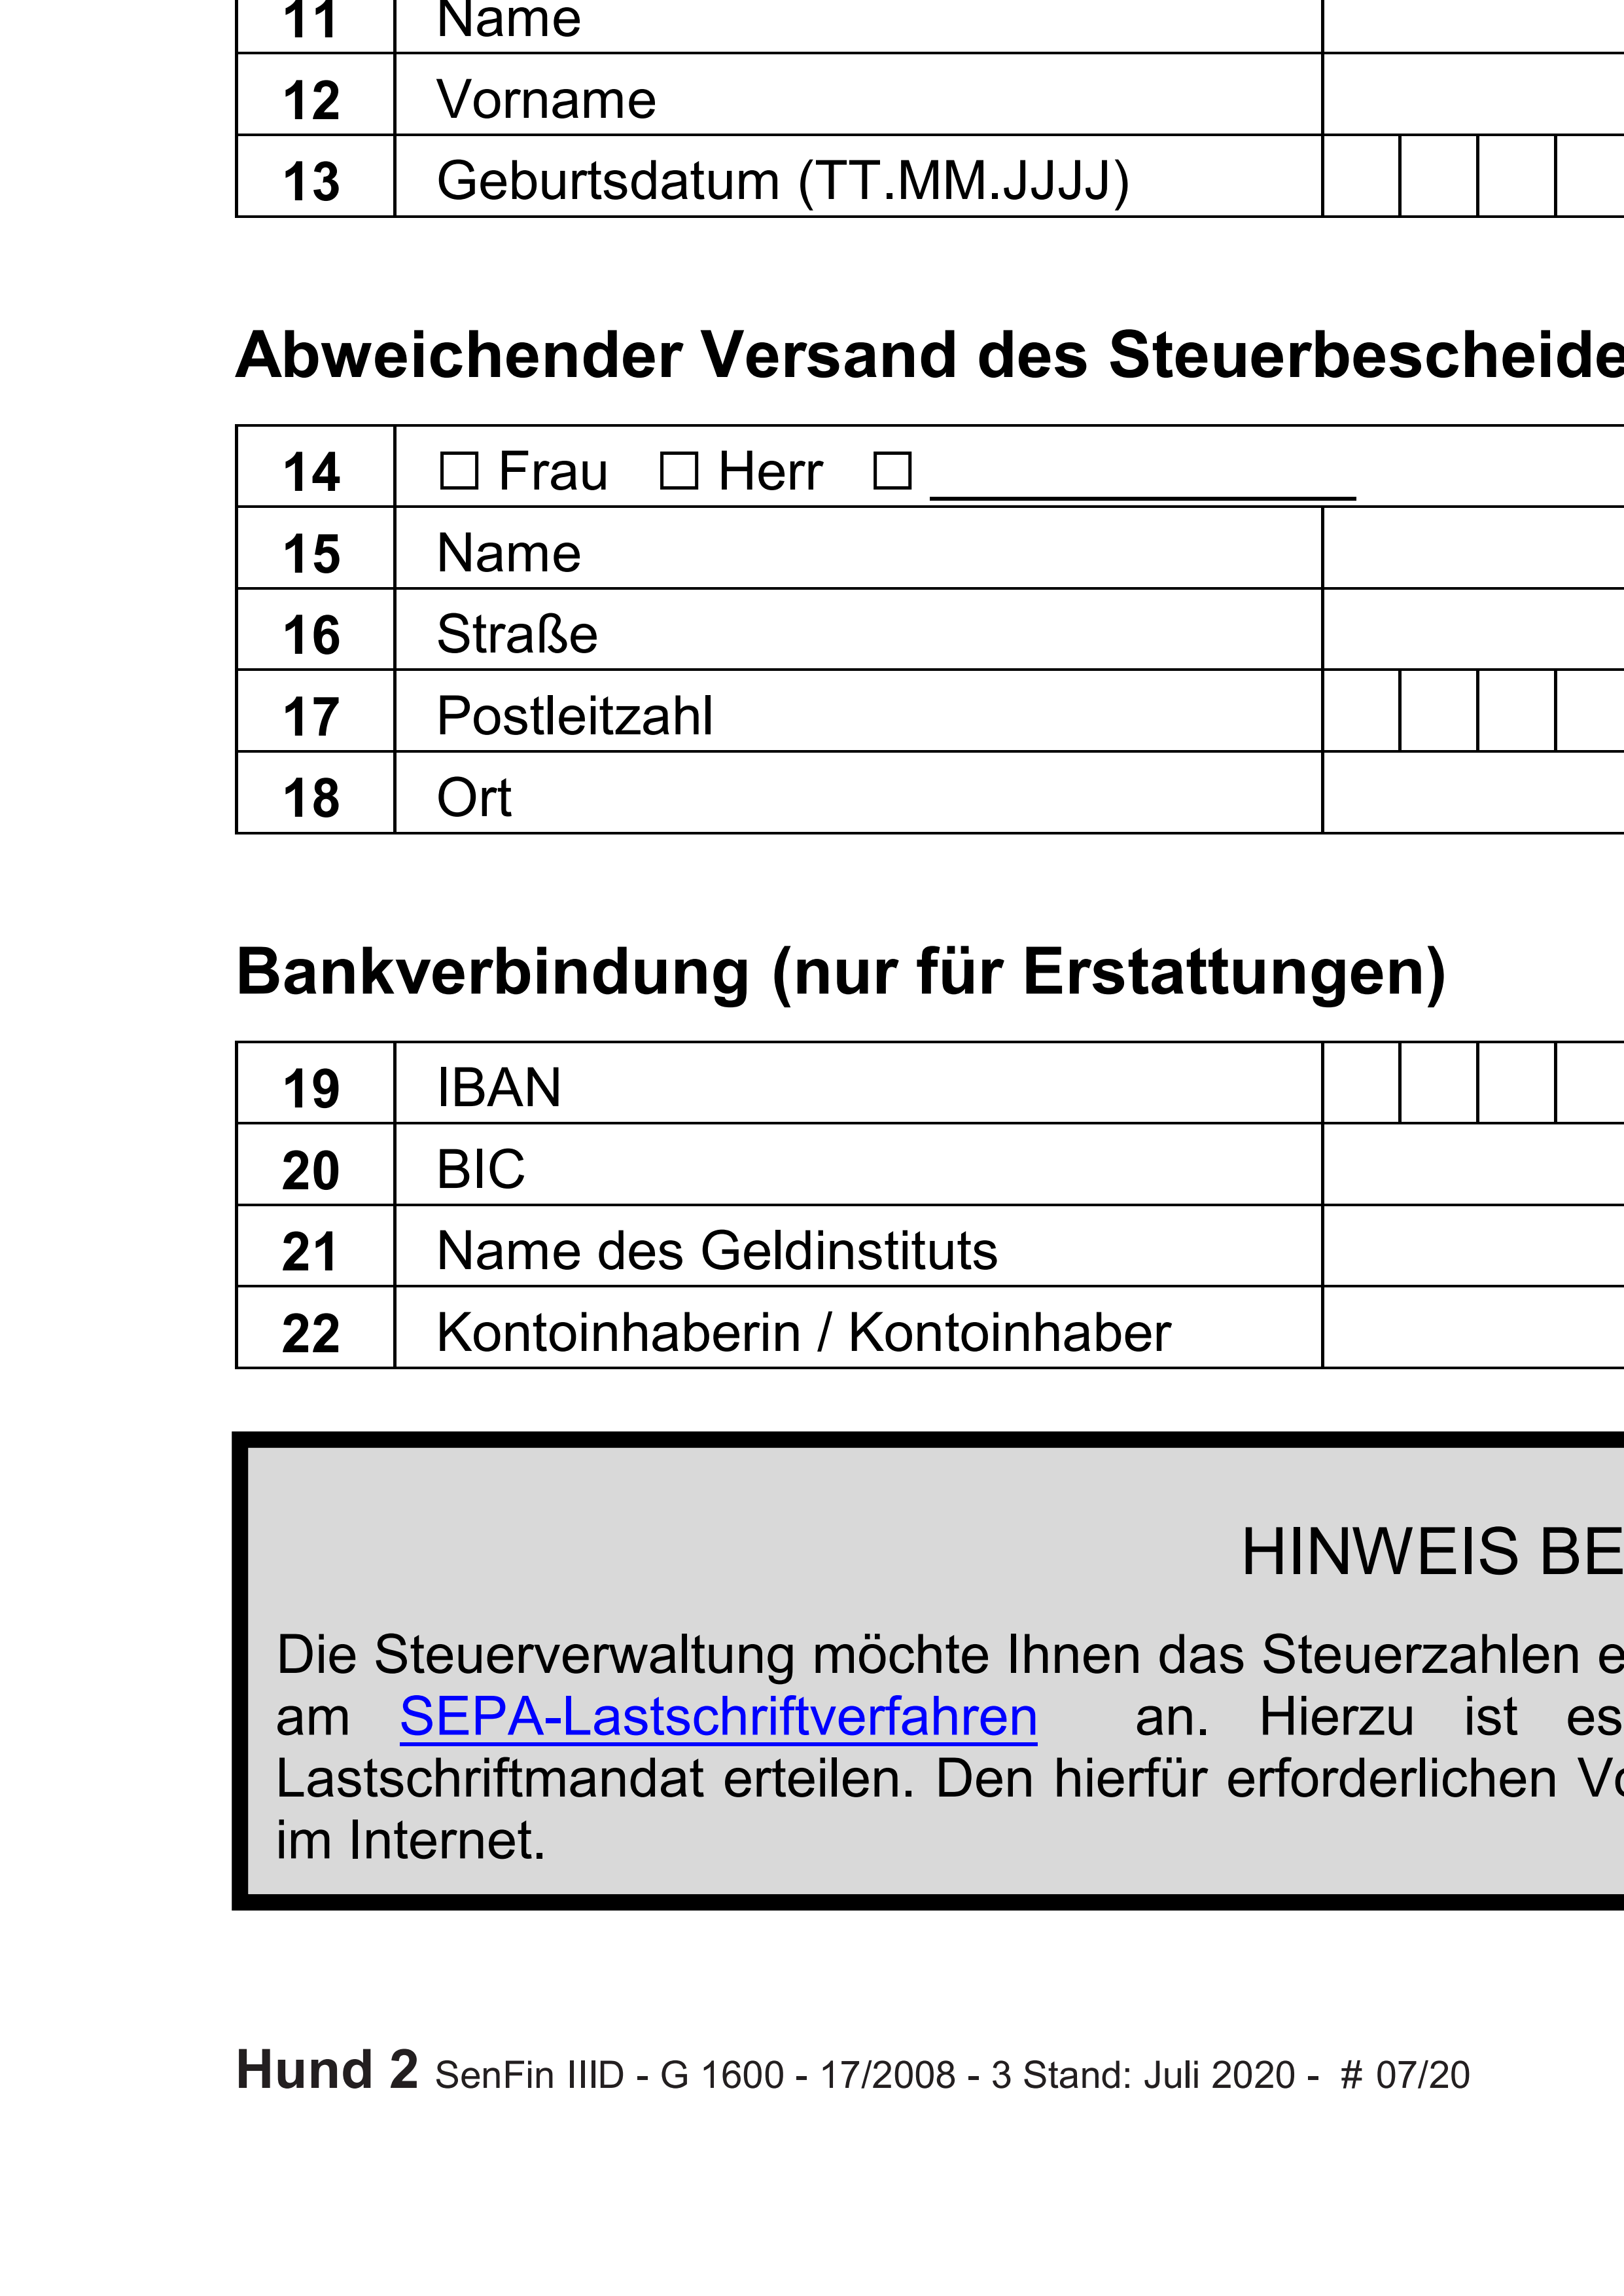 11 Name
12 Vorname
13 Geburtsdatum (TT.MM.JJJJ)
Abweichender Versand des Steuerbescheide
14 ☐ Frau ☐ Herr ☐ ______________
15 Name
16 Straße
17 Postleitzahl
18 Ort
Bankverbindung (nur für Erstattungen)
19 IBAN
20 BIC
21 Name des Geldinstituts
22 Kontoinhaberin / Kontoinhaber
HINWEIS BE
Die Steuerverwaltung möchte Ihnen das Steuerzahlen e
am SEPA-Lastschriftverfahren an. Hierzu ist es
Lastschriftmandat erteilen. Den hierfür erforderlichen Vo
im Internet.
Hund 2 SenFin IIID - G 1600 - 17/2008 - 3 Stand: Juli 2020 - # 07/20